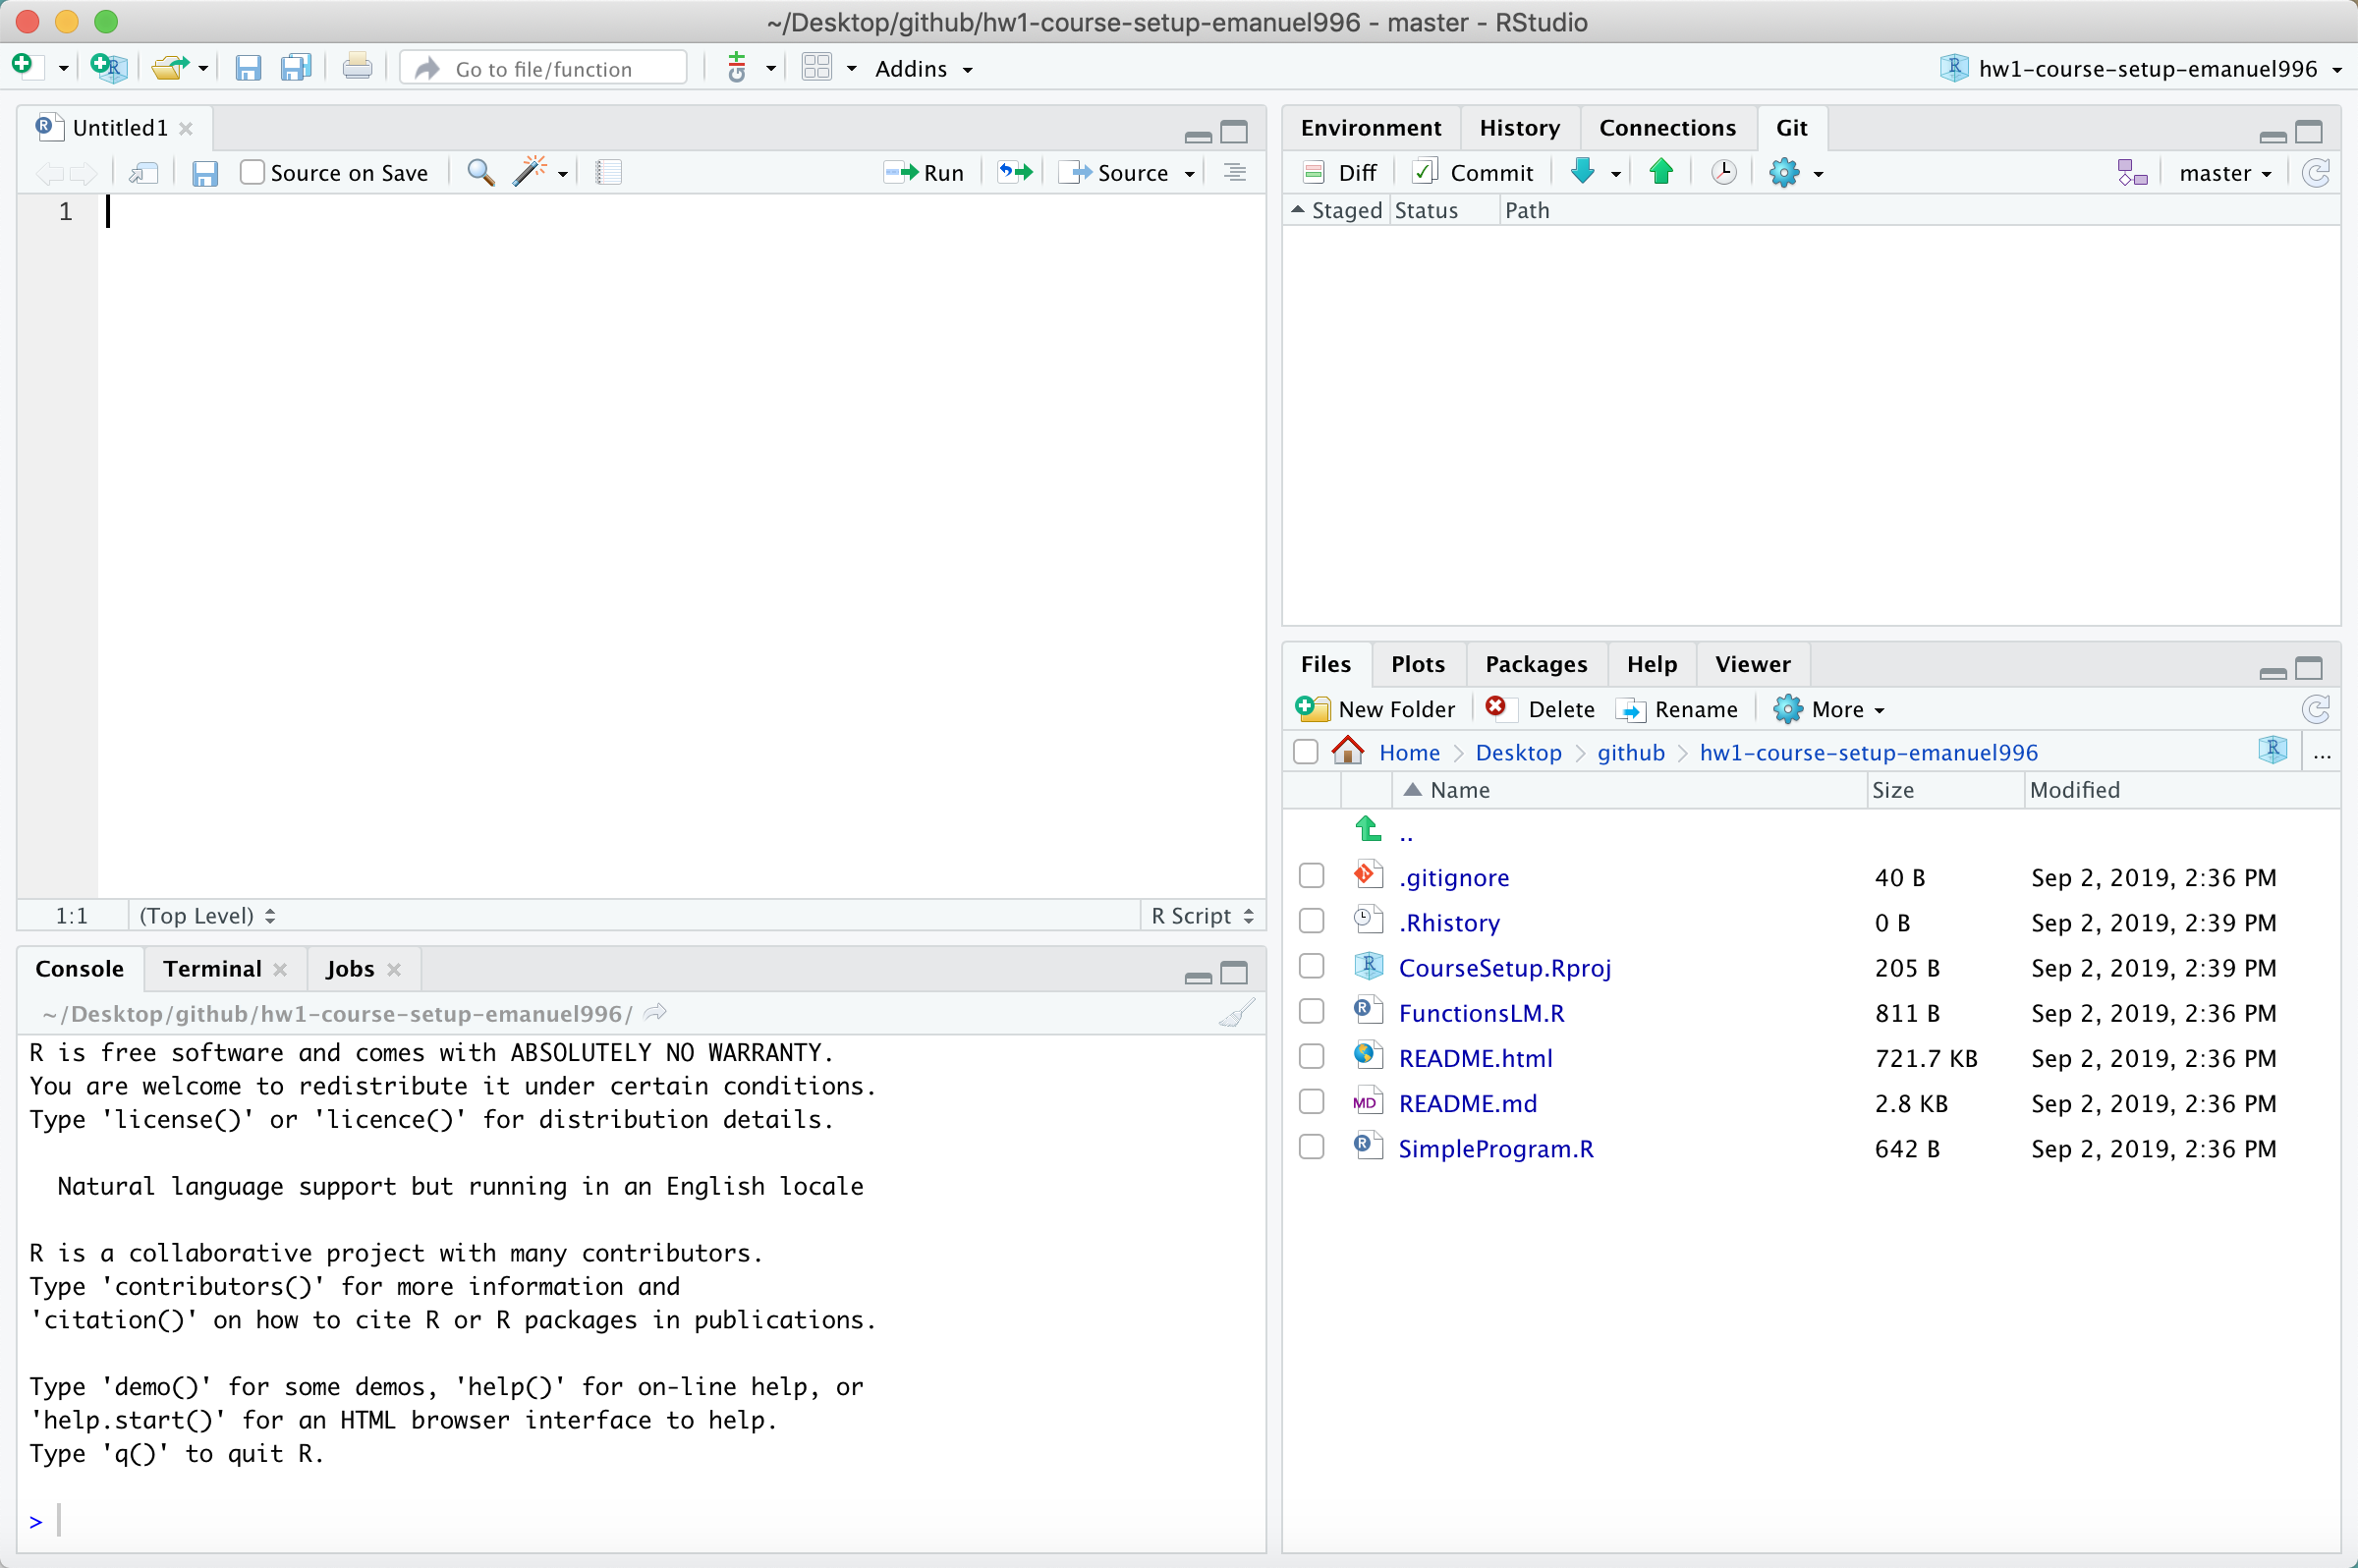 ~/Desktop/github/hw1-course-setup-emanuel996 - master - RStudio
Go to file/function
Addins
hw1-course-setup-emanuel996
Untitled1
Source on Save
Run
Source
1
1:1
(Top Level)
R Script
Console
Terminal
Jobs
~/Desktop/github/hw1-course-setup-emanuel996/
R is free software and comes with ABSOLUTELY NO WARRANTY.
You are welcome to redistribute it under certain conditions.
Type 'license()' or 'licence()' for distribution details.
Natural language support but running in an English locale
R is a collaborative project with many contributors.
Type 'contributors()' for more information and
'citation()' on how to cite R or R packages in publications.
Type 'demo()' for some demos, 'help()' for on-line help, or
'help.start()' for an HTML browser interface to help.
Type 'q()' to quit R.
>
Environment
History
Connections
Git
Diff
Commit
master
Staged
Status
Path
Files
Plots
Packages
Help
Viewer
New Folder
Delete
Rename
More
Home
Desktop
github
hw1-course-setup-emanuel996
...
Name
Size
Modified
..
.gitignore 40 B Sep 2, 2019, 2:36 PM
.Rhistory 0 B Sep 2, 2019, 2:39 PM
CourseSetup.Rproj 205 B Sep 2, 2019, 2:39 PM
FunctionsLM.R 811 B Sep 2, 2019, 2:36 PM
README.html 721.7 KB Sep 2, 2019, 2:36 PM
MD README.md 2.8 KB Sep 2, 2019, 2:36 PM
SimpleProgram.R 642 B Sep 2, 2019, 2:36 PM